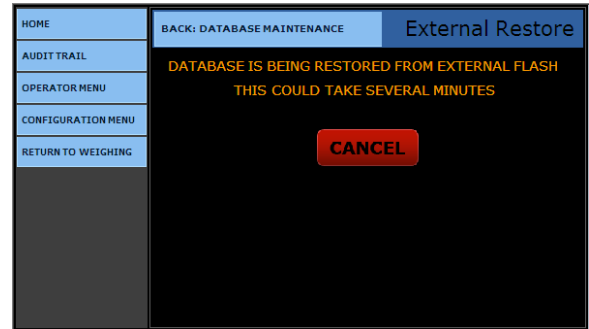 HOME
AUDIT TRAIL
OPERATOR MENU
CONFIGURATION MENU
RETURN TO WEIGHING
BACK: DATABASE MAINTENANCE
External Restore
DATABASE IS BEING RESTORED FROM EXTERNAL FLASH
THIS COULD TAKE SEVERAL MINUTES
CANCEL